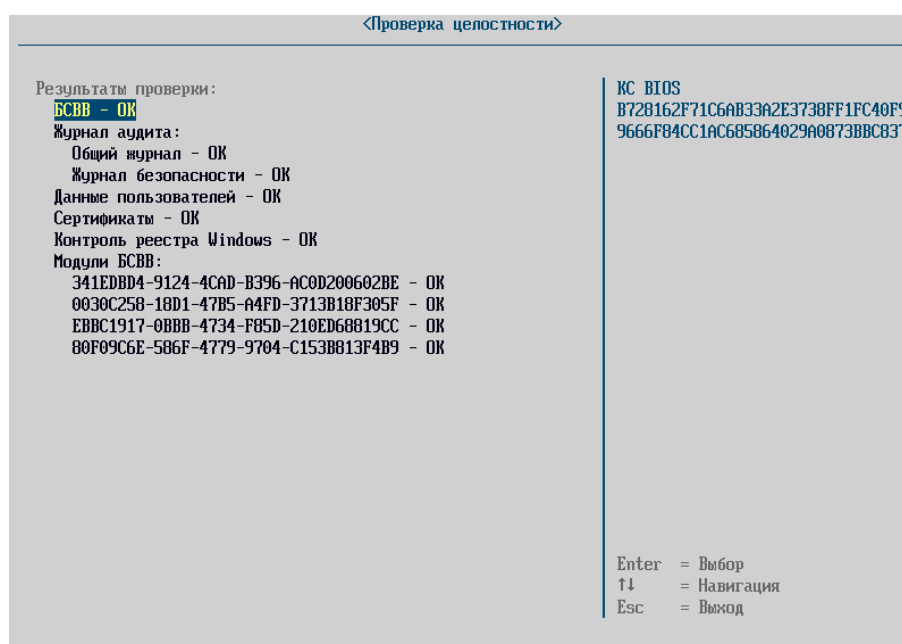 <Проверка целостности>
Результаты проверки:
БСВВ - OK
Журнал аудита:
Общий журнал - OK
Журнал безопасности - OK
Данные пользователей - OK
Сертификаты - OK
Контроль реестра Windows - OK
Модули БСВВ:
341EDBD4-9124-4CAD-B396-AC0D200602BE - OK
0030C258-18D1-47B5-A4FD-3713B18F305F - OK
EBBC1917-0BBB-4734-F85D-210ED68819CC - OK
80F09C6E-586F-4779-9704-C153B813F4B9 - OK
КС BIOS
B728162F71C6AB33A2E3738FF1FC40F9
9666F84CC1AC685864029A0873BBC837
Enter = Выбор
↑↓ = Навигация
Esc = Выход